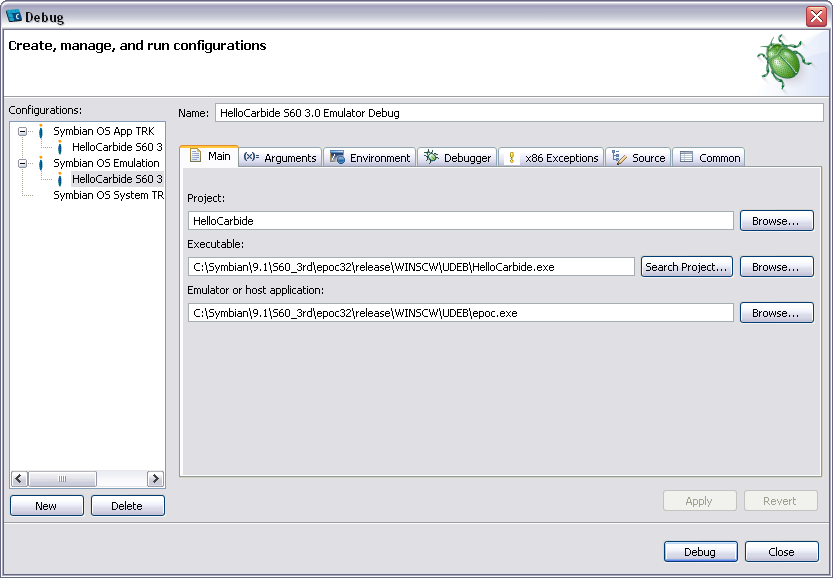 Debug
Create, manage, and run configurations
Configurations:
Symbian OS App TRK
HelloCarbide S60 3
Symbian OS Emulation
HelloCarbide S60 3
Symbian OS System TR
New
Delete
Name: HelloCarbide S60 3.0 Emulator Debug
Main (x)= Arguments Environment Debugger x86 Exceptions Source Common
Project:
HelloCarbide Browse...
Executable:
C:\Symbian\9.1\S60_3rd\epoc32\release\WINSCW\UDEB\HelloCarbide.exe Search Project... Browse...
Emulator or host application:
C:\Symbian\9.1\S60_3rd\epoc32\release\WINSCW\UDEB\epoc.exe Browse...
Apply Revert
Debug Close